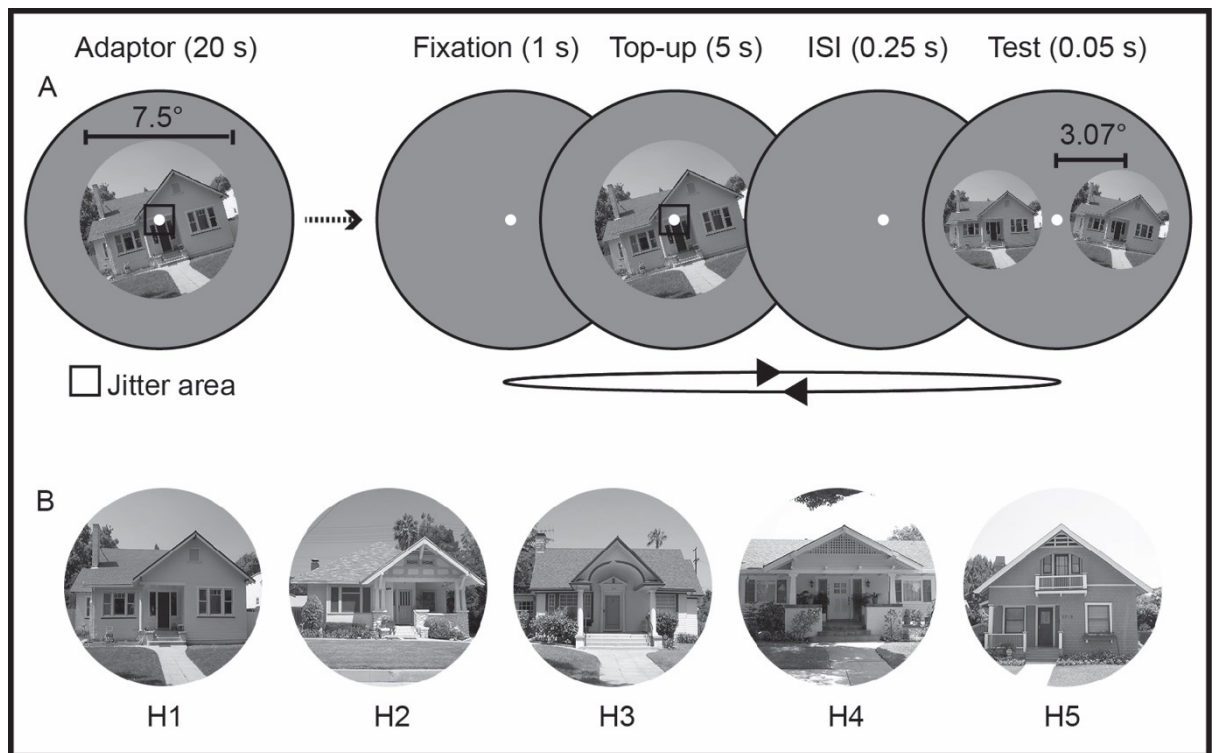 Adaptor (20 s) Fixation (1 s) Top-up (5 s) ISI (0.25 s) Test (0.05 s)
A
7.5°
3.07°
Jitter area
B
H1 H2 H3 H4 H5